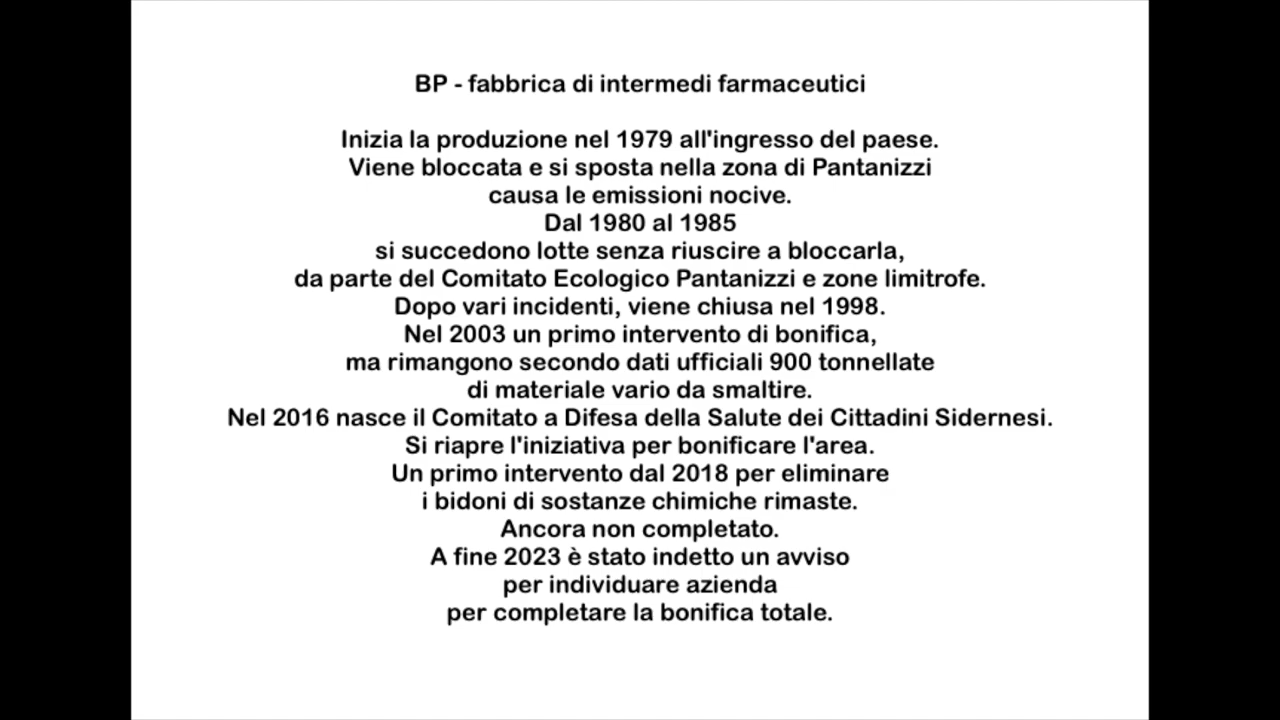 BP - fabbrica di intermedi farmaceutici
Inizia la produzione nel 1979 all'ingresso del paese.
Viene bloccata e si sposta nella zona di Pantanizzi
causa le emissioni nocive.
Dal 1980 al 1985
si succedono lotte senza riuscire a bloccarla,
da parte del Comitato Ecologico Pantanizzi e zone limitrofe.
Dopo vari incidenti, viene chiusa nel 1998.
Nel 2003 un primo intervento di bonifica,
ma rimangono secondo dati ufficiali 900 tonnellate
di materiale vario da smaltire.
Nel 2016 nasce il Comitato a Difesa della Salute dei Cittadini Sidernesi.
Si riapre l'iniziativa per bonificare l'area.
Un primo intervento dal 2018 per eliminare
i bidoni di sostanze chimiche rimaste.
Ancora non completato.
A fine 2023 è stato indetto un avviso
per individuare azienda
per completare la bonifica totale.